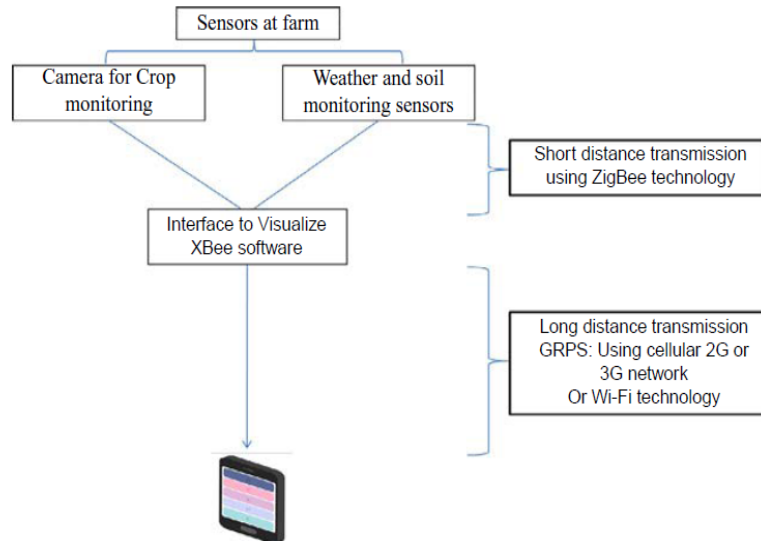 Sensors at farm
Camera for Crop
monitoring
Weather and soil
monitoring sensors
Short distance transmission
using ZigBee technology
Interface to Visualize
XBee software
Long distance transmission
GRPS: Using cellular 2G or
3G network
Or Wi-Fi technology